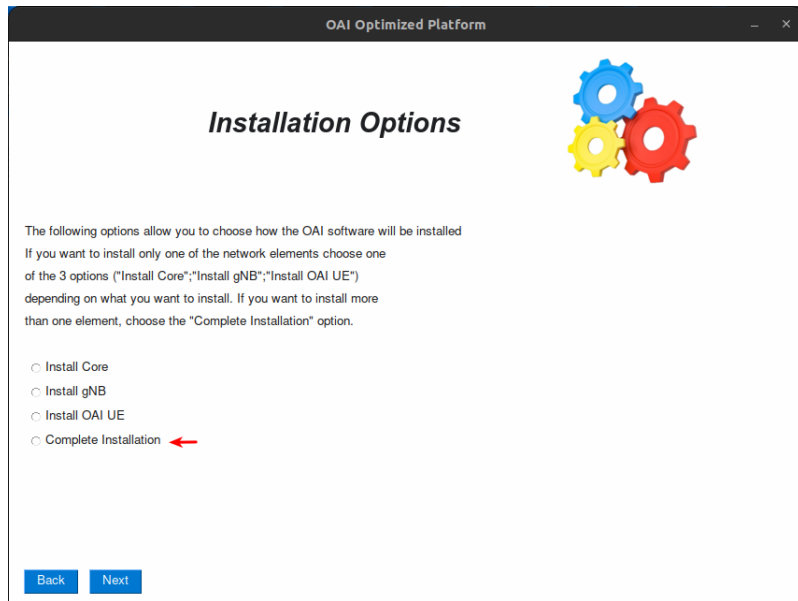 OAI Optimized Platform
Installation Options
The following options allow you to choose how the OAI software will be installed
If you want to install only one of the network elements choose one
of the 3 options ("Install Core";"Install gNB";"Install OAI UE")
depending on what you want to install. If you want to install more
than one element, choose the "Complete Installation" option.
Install Core
Install gNB
Install OAI UE
Complete Installation
Back Next